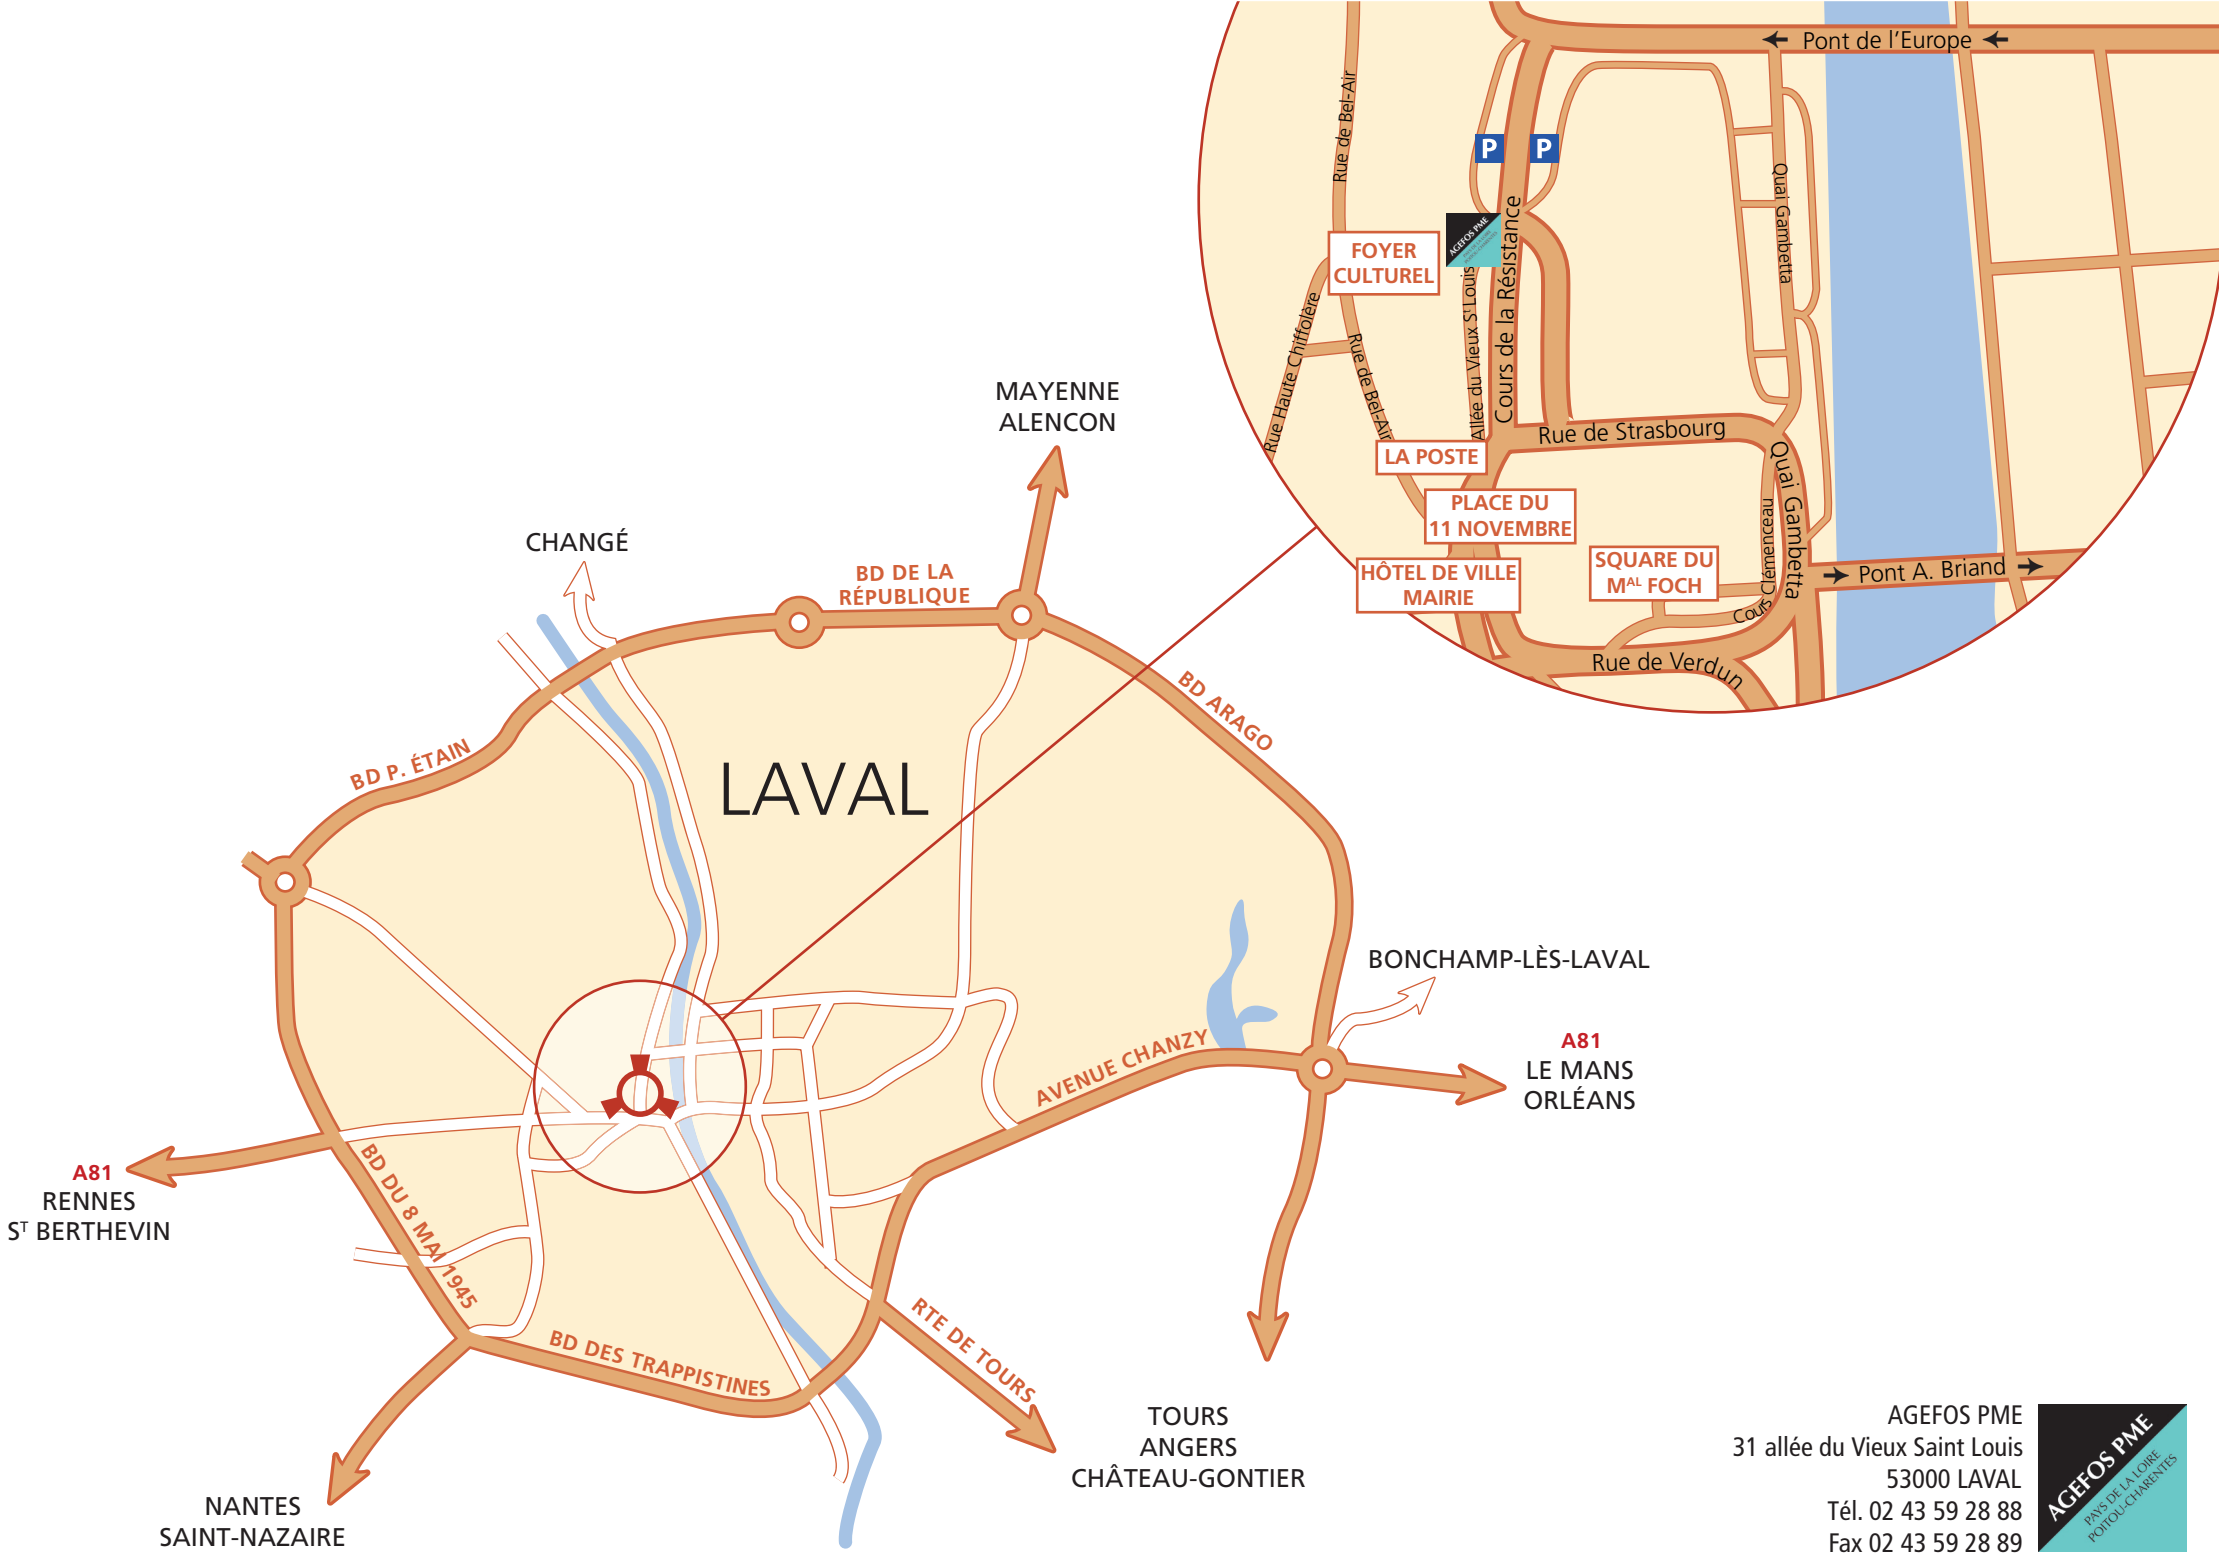 Pont de l'Europe
Rue de Bel-Air
P
P
Quai Gambetta
AGEFOS PME
FOYER
CULTUREL
Cours de la Résistance
Allée du Vieux Sᵗ Louis
Rue Haute Chiffolère
Rue de Bel-Air
Rue de Strasbourg
LA POSTE
Quai Gambetta
PLACE DU
11 NOVEMBRE
Cours Clémenceau
SQUARE DU
Mᴬᴸ FOCH
HÔTEL DE VILLE
MAIRIE
Pont A. Briand
Rue de Verdun
MAYENNE
ALENCON
CHANGÉ
BD DE LA
RÉPUBLIQUE
BD ARAGO
BD P. ÉTAIN
LAVAL
BONCHAMP-LÈS-LAVAL
AVENUE CHANZY
A81
LE MANS
ORLÉANS
A81
RENNES
Sᵀ BERTHEVIN
BD DU 8 MAI 1945
BD DES TRAPPISTINES
RTE DE TOURS
TOURS
ANGERS
CHÂTEAU-GONTIER
NANTES
SAINT-NAZAIRE
AGEFOS PME
31 allée du Vieux Saint Louis
53000 LAVAL
Tél. 02 43 59 28 88
Fax 02 43 59 28 89
AGEFOS PME
PAYS DE LA LOIRE
POITOU-CHARENTES